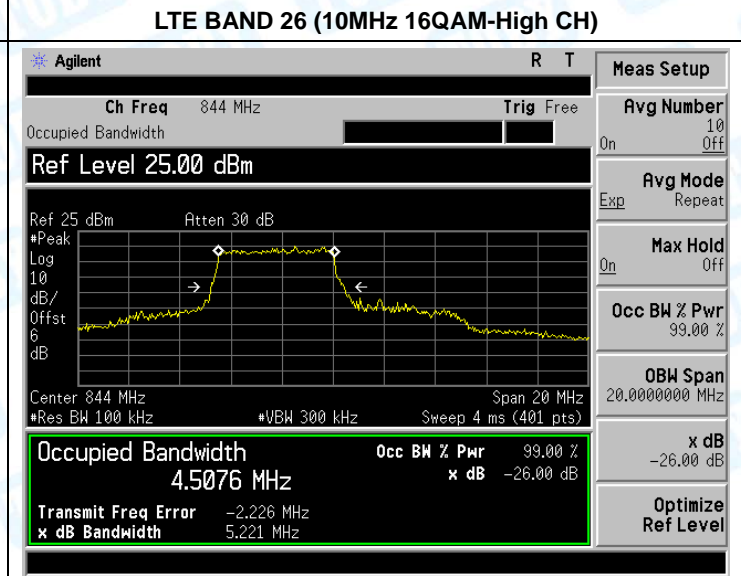 LTE BAND 26 (10MHz 16QAM-High CH)
Agilent R T
Ch Freq 844 MHz Trig Free
Occupied Bandwidth
Ref Level 25.00 dBm
Ref 25 dBm Atten 30 dB
#Peak
Log
10
dB/
Offst
6
dB
Center 844 MHz Span 20 MHz
#Res BW 100 kHz #VBW 300 kHz Sweep 4 ms (401 pts)
Occupied Bandwidth Occ BW % Pwr 99.00 %
4.5076 MHz x dB -26.00 dB
Transmit Freq Error -2.226 MHz
x dB Bandwidth 5.221 MHz
Meas Setup
Avg Number
10
On Off
Avg Mode
Exp Repeat
Max Hold
On Off
Occ BW % Pwr
99.00 %
OBW Span
20.0000000 MHz
x dB
-26.00 dB
Optimize
Ref Level